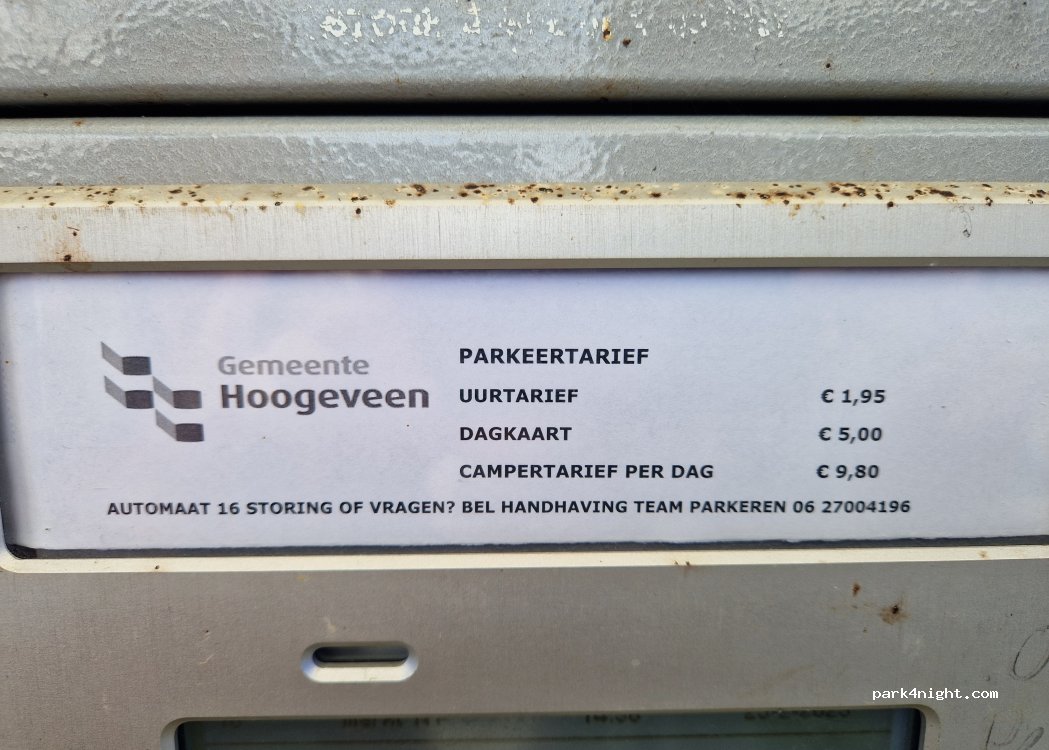 Gemeente
Hoogeveen
PARKEERTARIEF
UURTARIEF € 1,95
DAGKAART € 5,00
CAMPERTARIEF PER DAG € 9,80
AUTOMAAT 16 STORING OF VRAGEN? BEL HANDHAVING TEAM PARKEREN 06 27004196
park4night.com